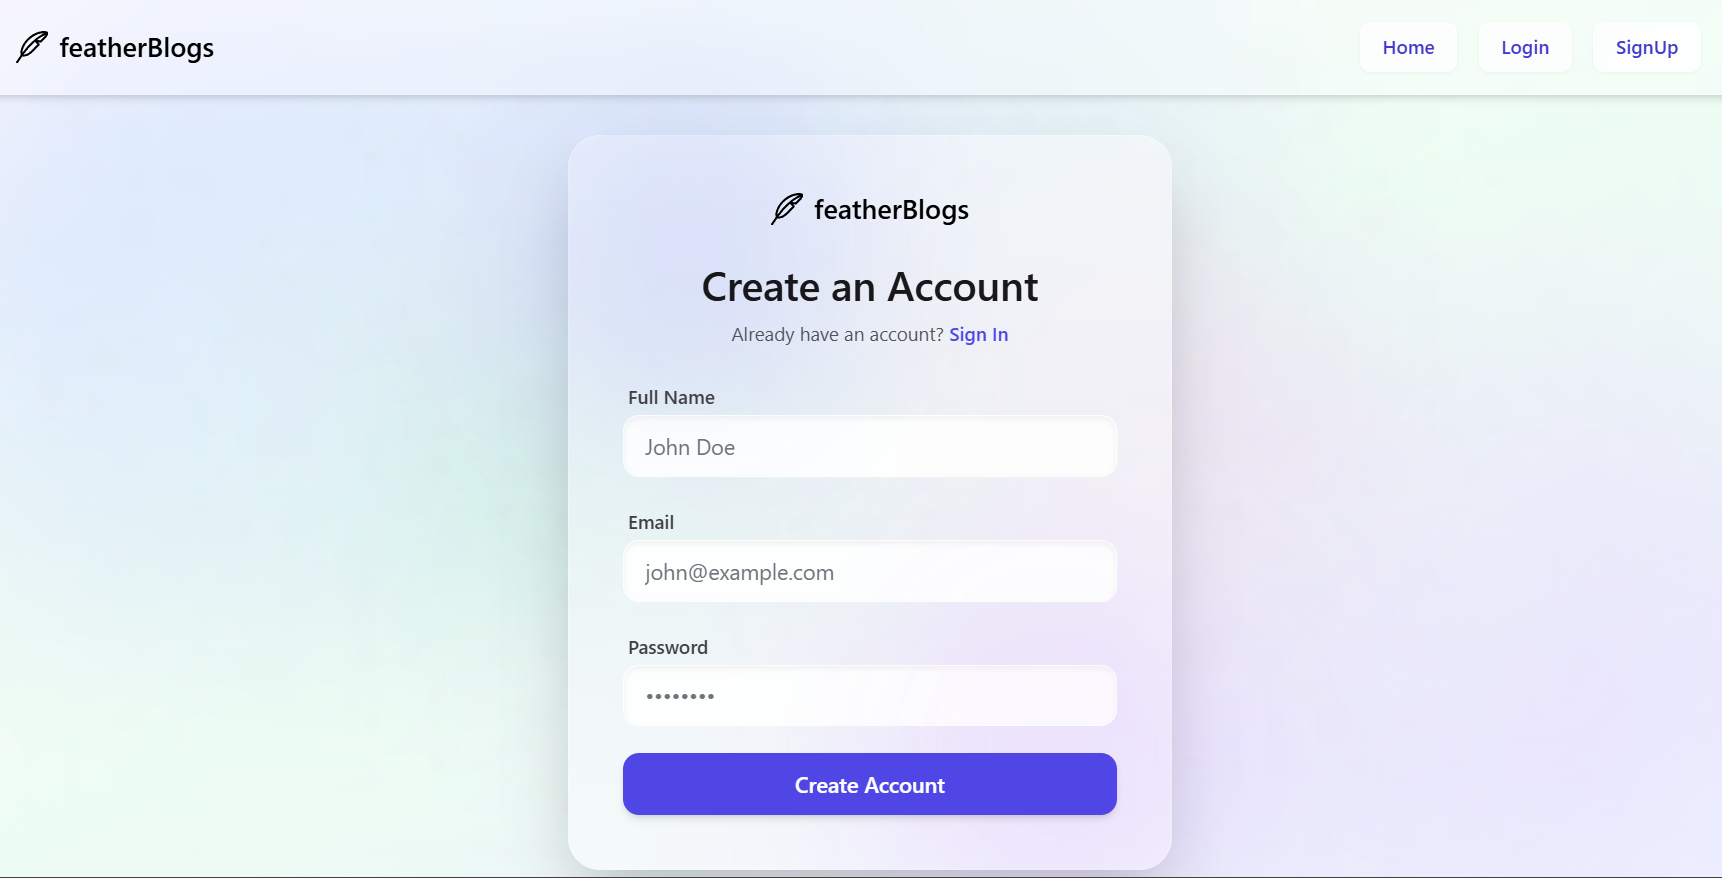 featherBlogs
Home
Login
SignUp
featherBlogs
Create an Account
Already have an account? Sign In
Full Name
John Doe
Email
john@example.com
Password
••••••••
Create Account